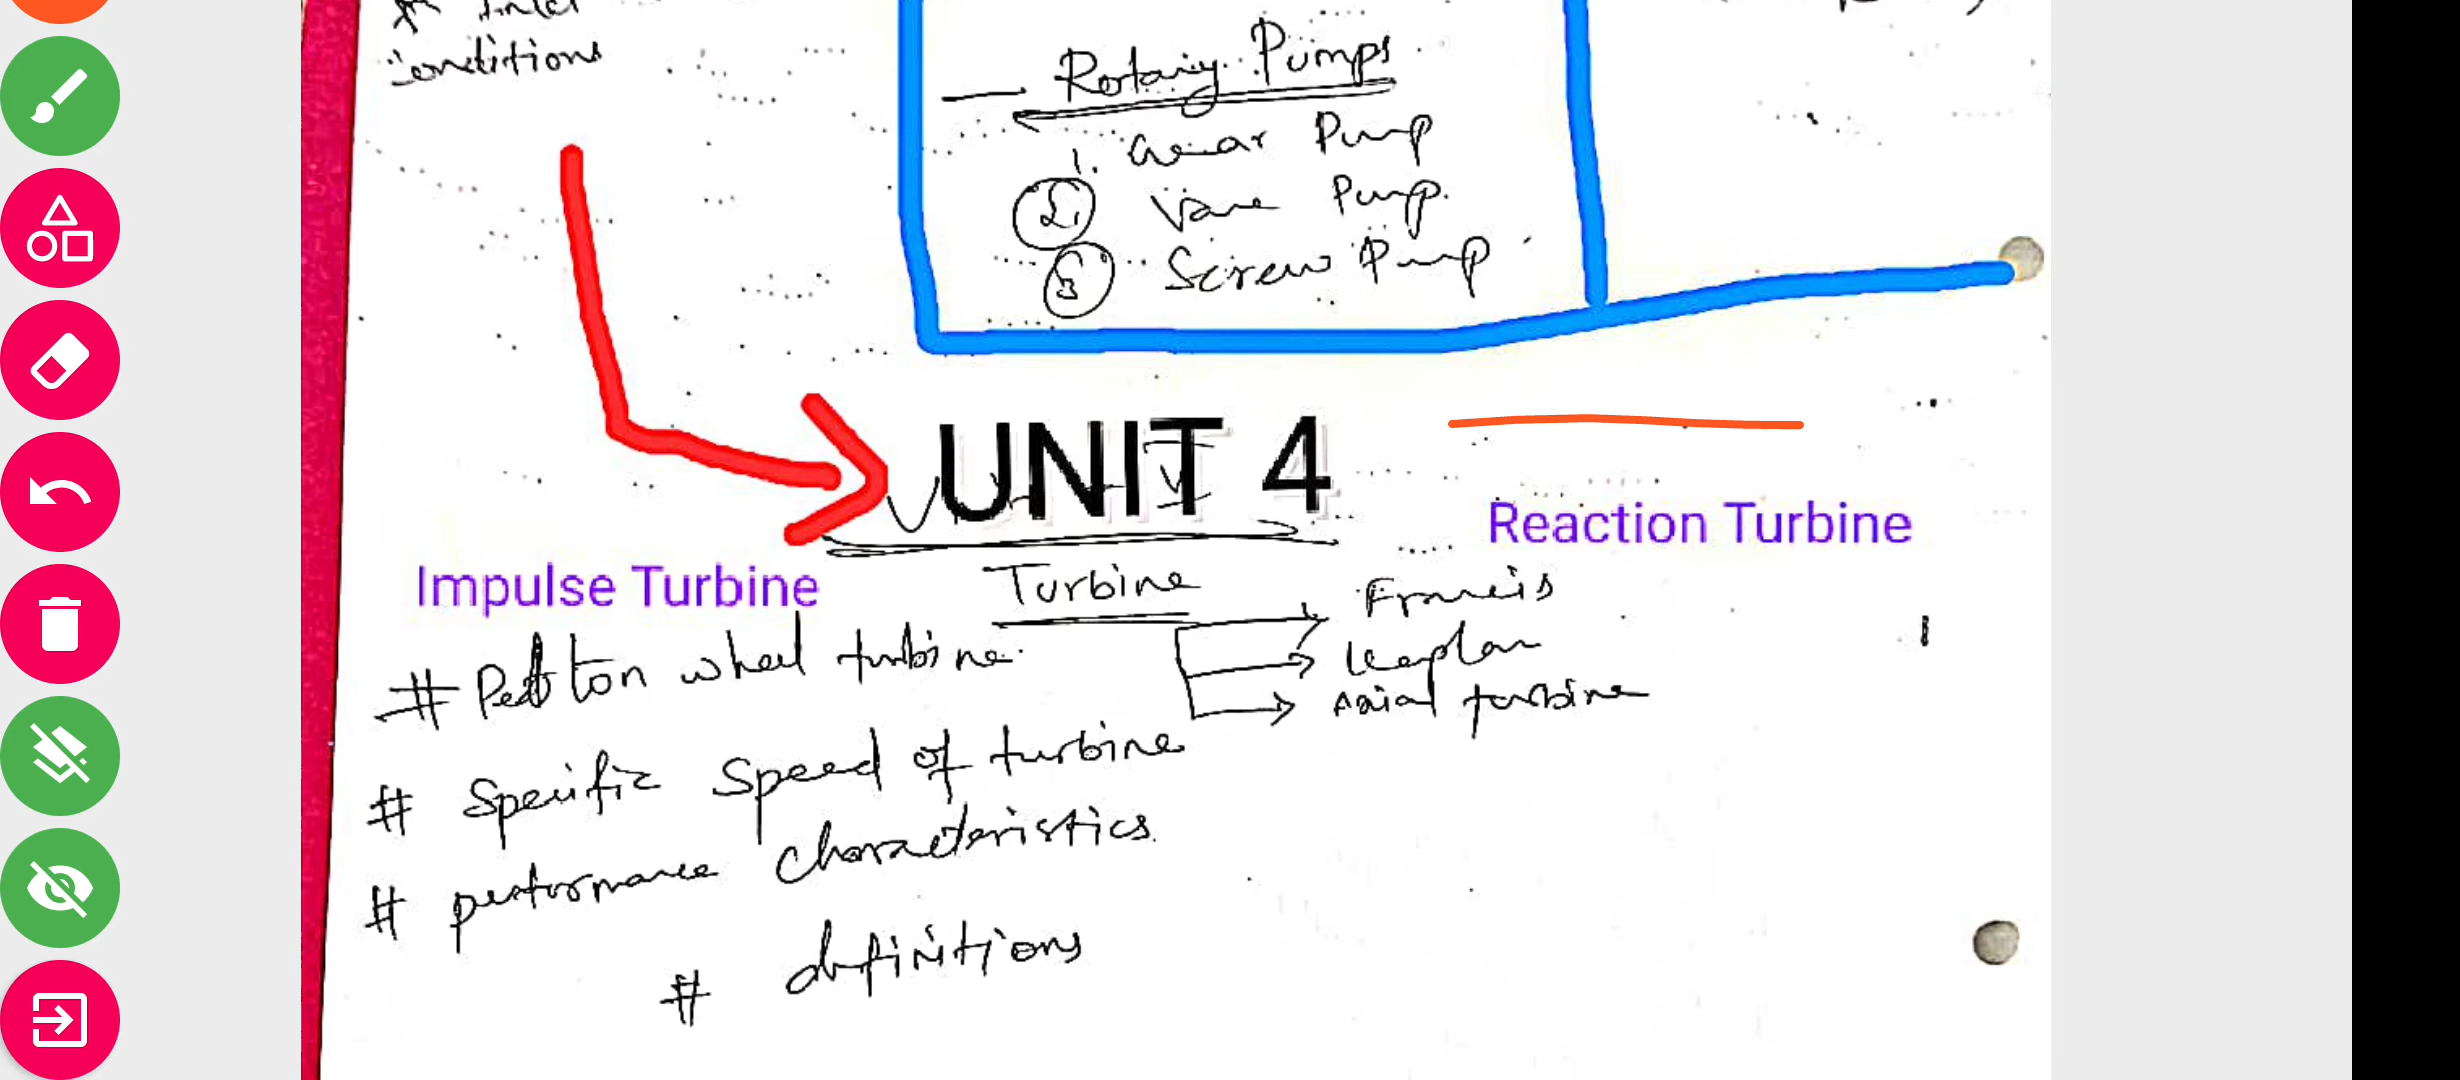 conditions
Rotary Pumps
1. Gear Pump
2. Vane Pump.
3 Screw Pump
UNIT 4
Reaction Turbine
Impulse Turbine
Turbine
Francis
Kaplan
Axial turbine
# Pelton wheel turbine
# Specific Speed of turbine
# performance characteristics.
# definitions